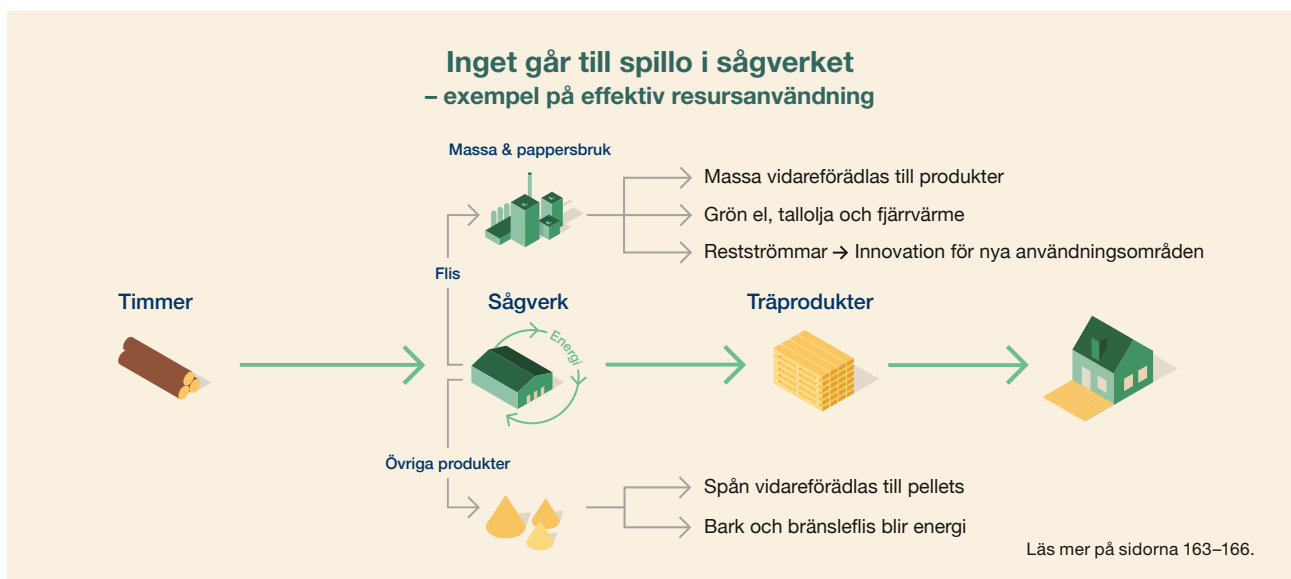 Inget går till spillo i sågverket
– exempel på effektiv resursanvändning
Massa & pappersbruk
Massa vidareförädlas till produkter
Grön el, tallolja och fjärrvärme
Restströmmar → Innovation för nya användningsområden
Flis
Timmer
Sågverk
Träprodukter
Energi
Övriga produkter
Spån vidareförädlas till pellets
Bark och bränsleflis blir energi
Läs mer på sidorna 163–166.